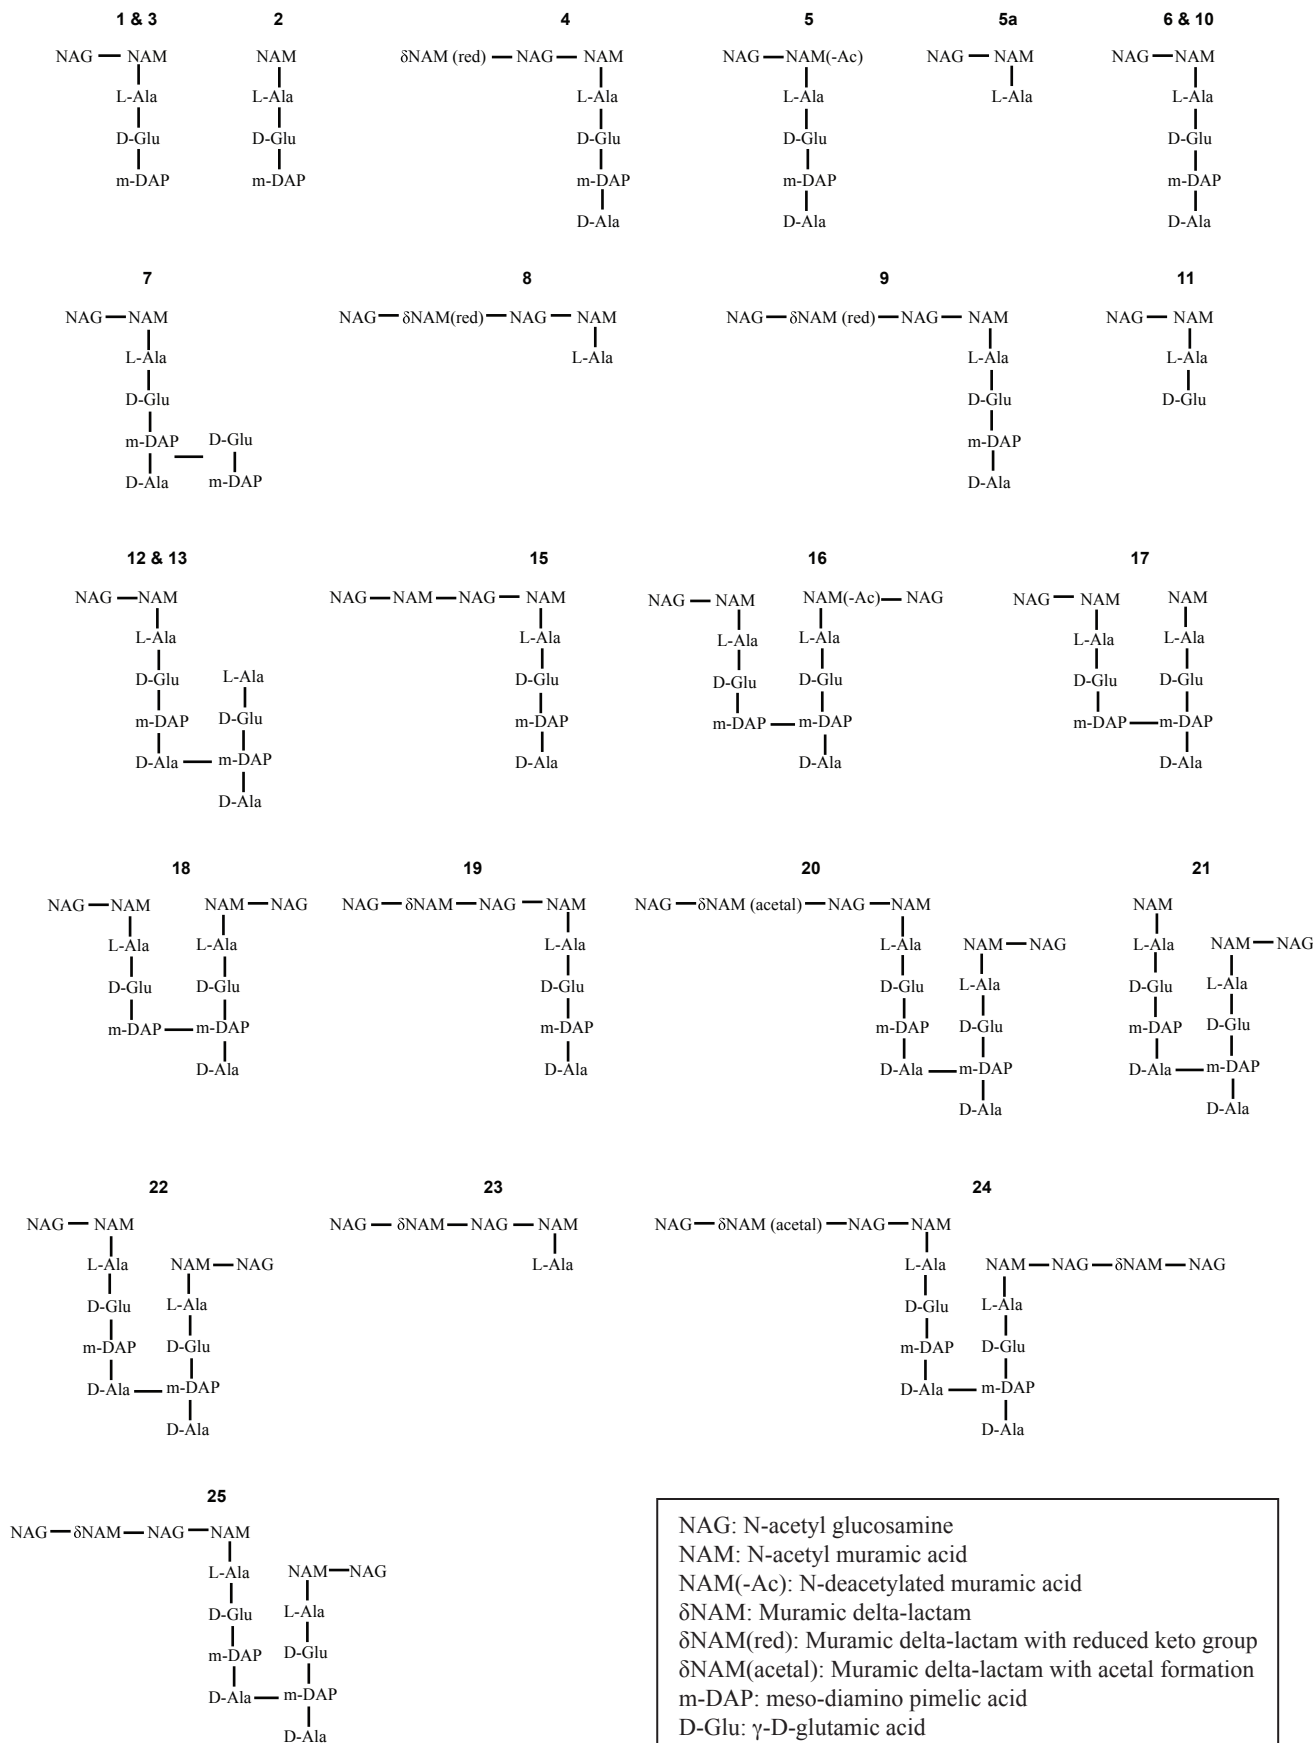 1 & 3 2 4 5 5a 6 & 10
NAG NAM NAM δNAM (red) NAG NAM NAG NAM(-Ac) NAG NAM NAG NAM
L-Ala L-Ala L-Ala L-Ala L-Ala L-Ala
D-Glu D-Glu D-Glu D-Glu D-Glu
m-DAP m-DAP m-DAP m-DAP m-DAP
D-Ala D-Ala D-Ala
7 8 9 11
NAG NAM NAG δNAM(red) NAG NAM NAG δNAM (red) NAG NAM NAG NAM
L-Ala L-Ala L-Ala L-Ala
D-Glu D-Glu D-Glu
m-DAP D-Glu m-DAP
D-Ala m-DAP D-Ala
12 & 13 15 16 17
NAG NAM NAG NAM NAG NAM NAG NAM NAM(-Ac) NAG NAG NAM NAM
L-Ala L-Ala L-Ala L-Ala L-Ala L-Ala
D-Glu L-Ala D-Glu D-Glu D-Glu D-Glu D-Glu
m-DAP D-Glu m-DAP m-DAP m-DAP m-DAP m-DAP
D-Ala m-DAP D-Ala D-Ala D-Ala
D-Ala
18 19 20 21
NAG NAM NAM NAG NAG δNAM NAG NAM NAG δNAM (acetal) NAG NAM NAM
L-Ala L-Ala L-Ala L-Ala NAM NAG L-Ala NAM NAG
D-Glu D-Glu D-Glu D-Glu L-Ala D-Glu L-Ala
m-DAP m-DAP m-DAP m-DAP D-Glu m-DAP D-Glu
D-Ala D-Ala D-Ala m-DAP D-Ala m-DAP
D-Ala D-Ala
22 23 24
NAG NAM NAG δNAM NAG NAM NAG δNAM (acetal) NAG NAM
L-Ala NAM NAG L-Ala L-Ala NAM NAG δNAM NAG
D-Glu L-Ala D-Glu L-Ala
m-DAP D-Glu m-DAP D-Glu
D-Ala m-DAP D-Ala m-DAP
D-Ala D-Ala
25
NAG δNAM NAG NAM
L-Ala NAM NAG
D-Glu L-Ala
m-DAP D-Glu
D-Ala m-DAP
D-Ala
NAG: N-acetyl glucosamine
NAM: N-acetyl muramic acid
NAM(-Ac): N-deacetylated muramic acid
δNAM: Muramic delta-lactam
δNAM(red): Muramic delta-lactam with reduced keto group
δNAM(acetal): Muramic delta-lactam with acetal formation
m-DAP: meso-diamino pimelic acid
D-Glu: γ-D-glutamic acid